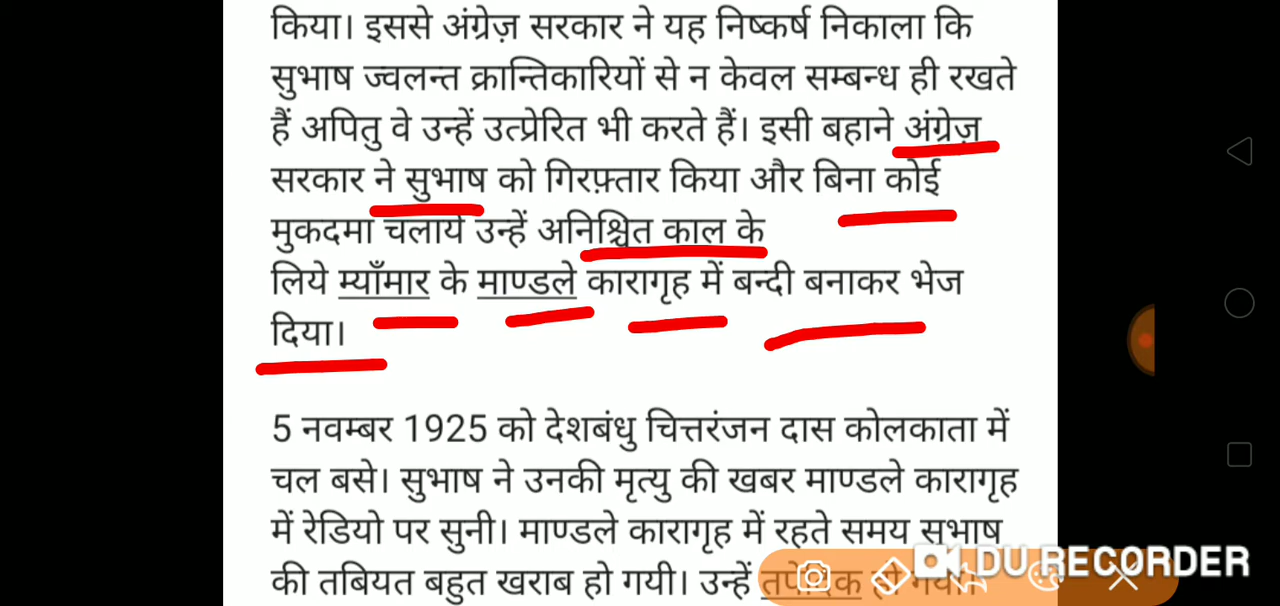 किया। इससे अंग्रेज़ सरकार ने यह निष्कर्ष निकाला कि
सुभाष ज्वलन्त क्रान्तिकारियों से न केवल सम्बन्ध ही रखते
हैं अपितु वे उन्हें उत्प्रेरित भी करते हैं। इसी बहाने अंग्रेज़
सरकार ने सुभाष को गिरफ़्तार किया और बिना कोई
मुकदमा चलाये उन्हें अनिश्चित काल के
लिये म्याँमार के माण्डले कारागृह में बन्दी बनाकर भेज
दिया।
5 नवम्बर 1925 को देशबंधु चित्तरंजन दास कोलकाता में
चल बसे। सुभाष ने उनकी मृत्यु की खबर माण्डले कारागृह
में रेडियो पर सुनी। माण्डले कारागृह में रहते समय सुभाष
की तबियत बहुत खराब हो गयी। उन्हें
DU RECORDER